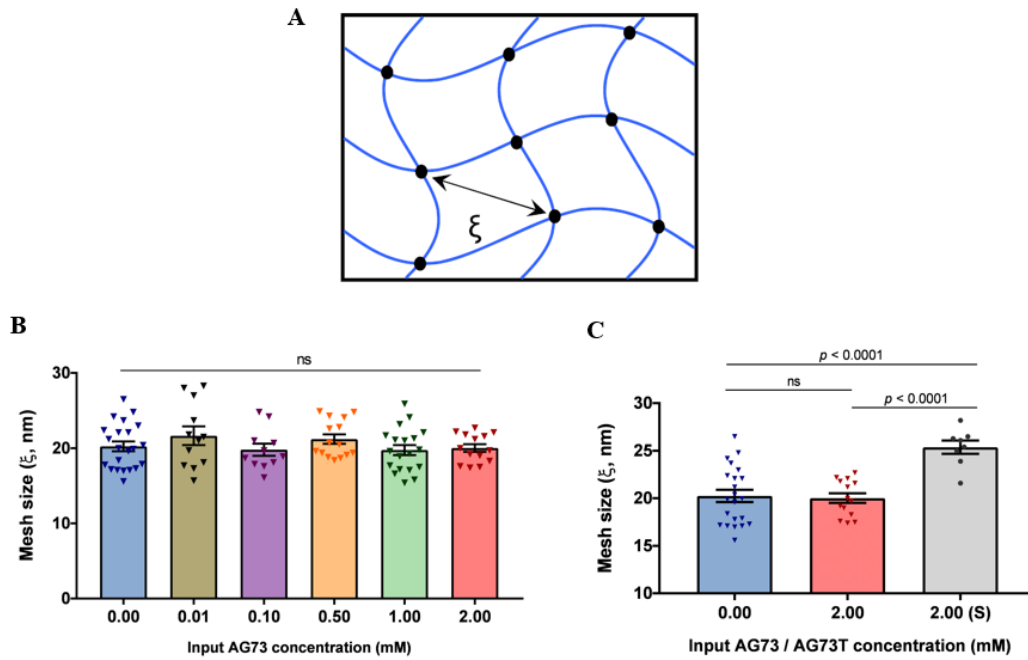 A
ξ
B
ns
30
20
10
0
Mesh size (ξ, nm)
0.00 0.01 0.10 0.50 1.00 2.00
Input AG73 concentration (mM)
C
p < 0.0001
ns
p < 0.0001
30
25
20
15
10
Mesh size (ξ, nm)
0.00 2.00 2.00 (S)
Input AG73 / AG73T concentration (mM)